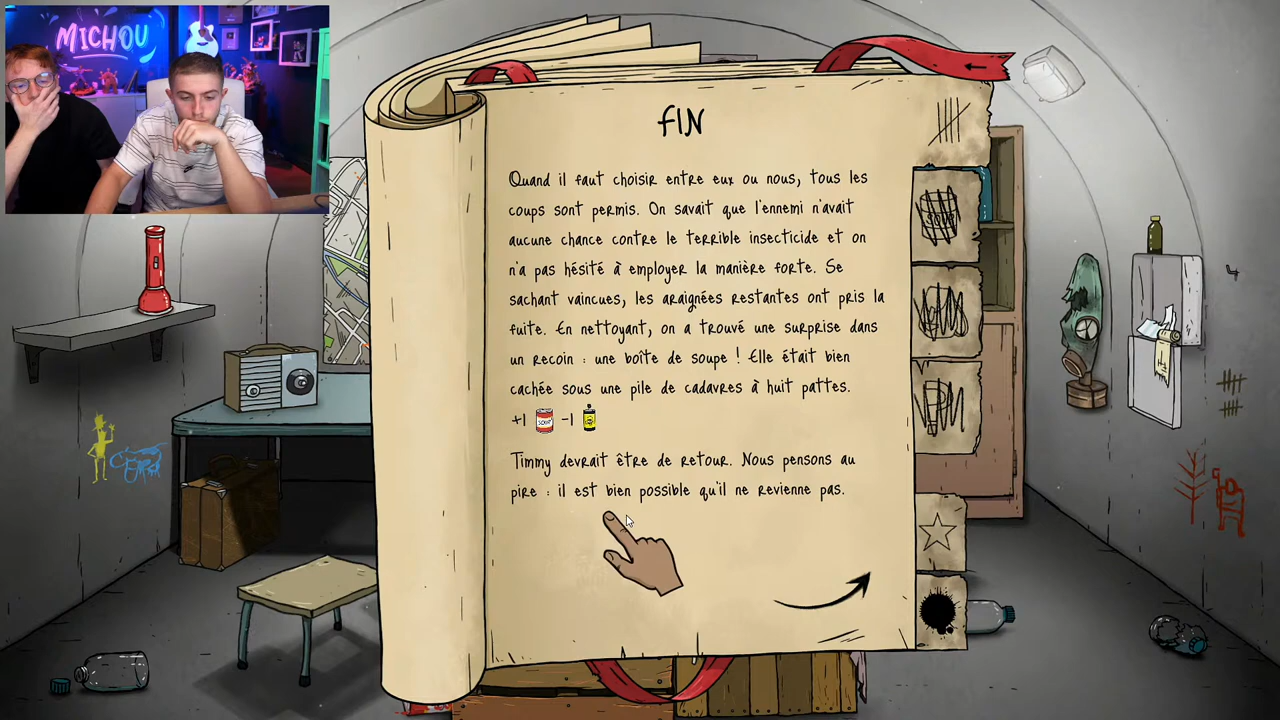 MICHOU
FIN
Quand il faut choisir entre eux ou nous, tous les
coups sont permis. On savait que l'ennemi n'avait
aucune chance contre le terrible insecticide et on
n'a pas hésité à employer la manière forte. Se
sachant vaincues, les araignées restantes ont pris la
fuite. En nettoyant, on a trouvé une surprise dans
un recoin : une boîte de soupe ! Elle était bien
cachée sous une pile de cadavres à huit pattes.
+1 SOUP -1
Timmy devrait être de retour. Nous pensons au
pire : il est bien possible qu'il ne revienne pas.